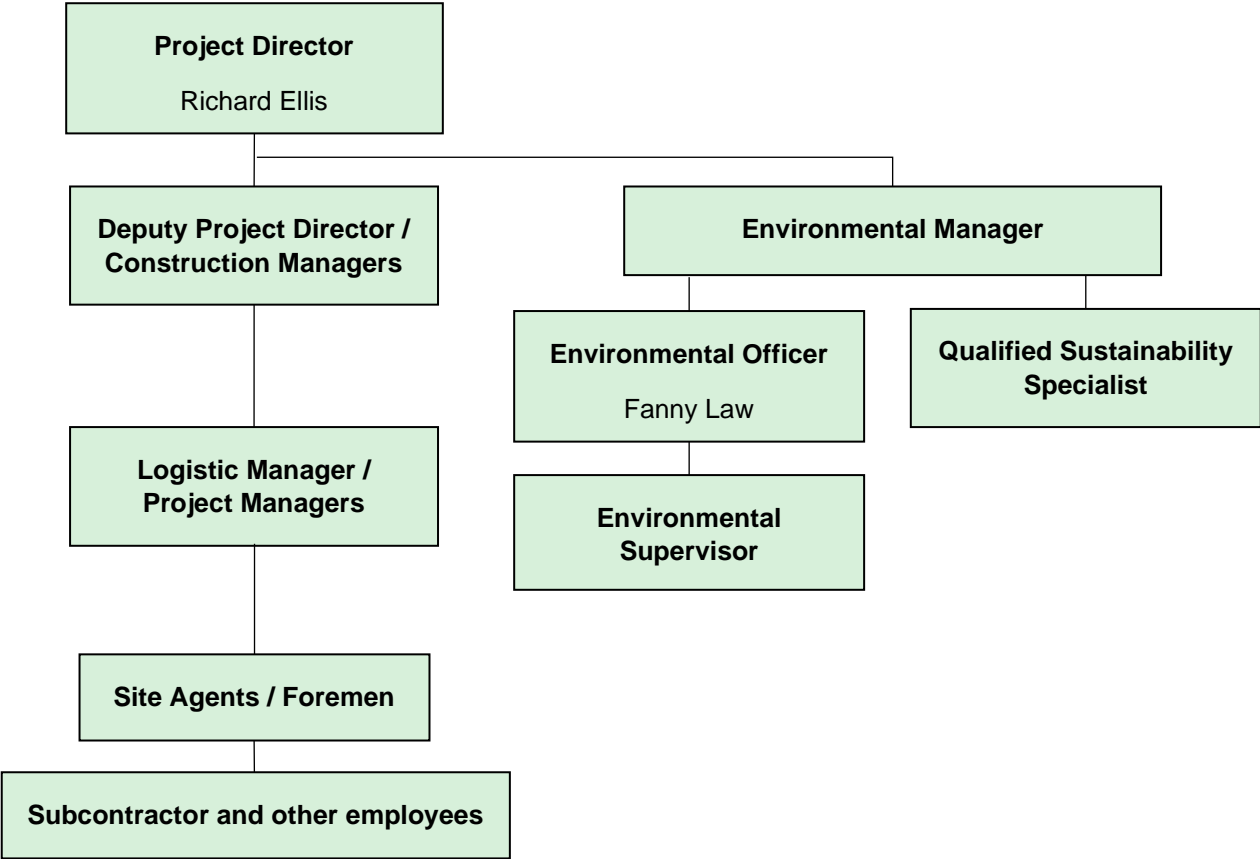 Project Director
Richard Ellis
Deputy Project Director /
Construction Managers
Environmental Manager
Environmental Officer
Fanny Law
Qualified Sustainability
Specialist
Logistic Manager /
Project Managers
Environmental
Supervisor
Site Agents / Foremen
Subcontractor and other employees